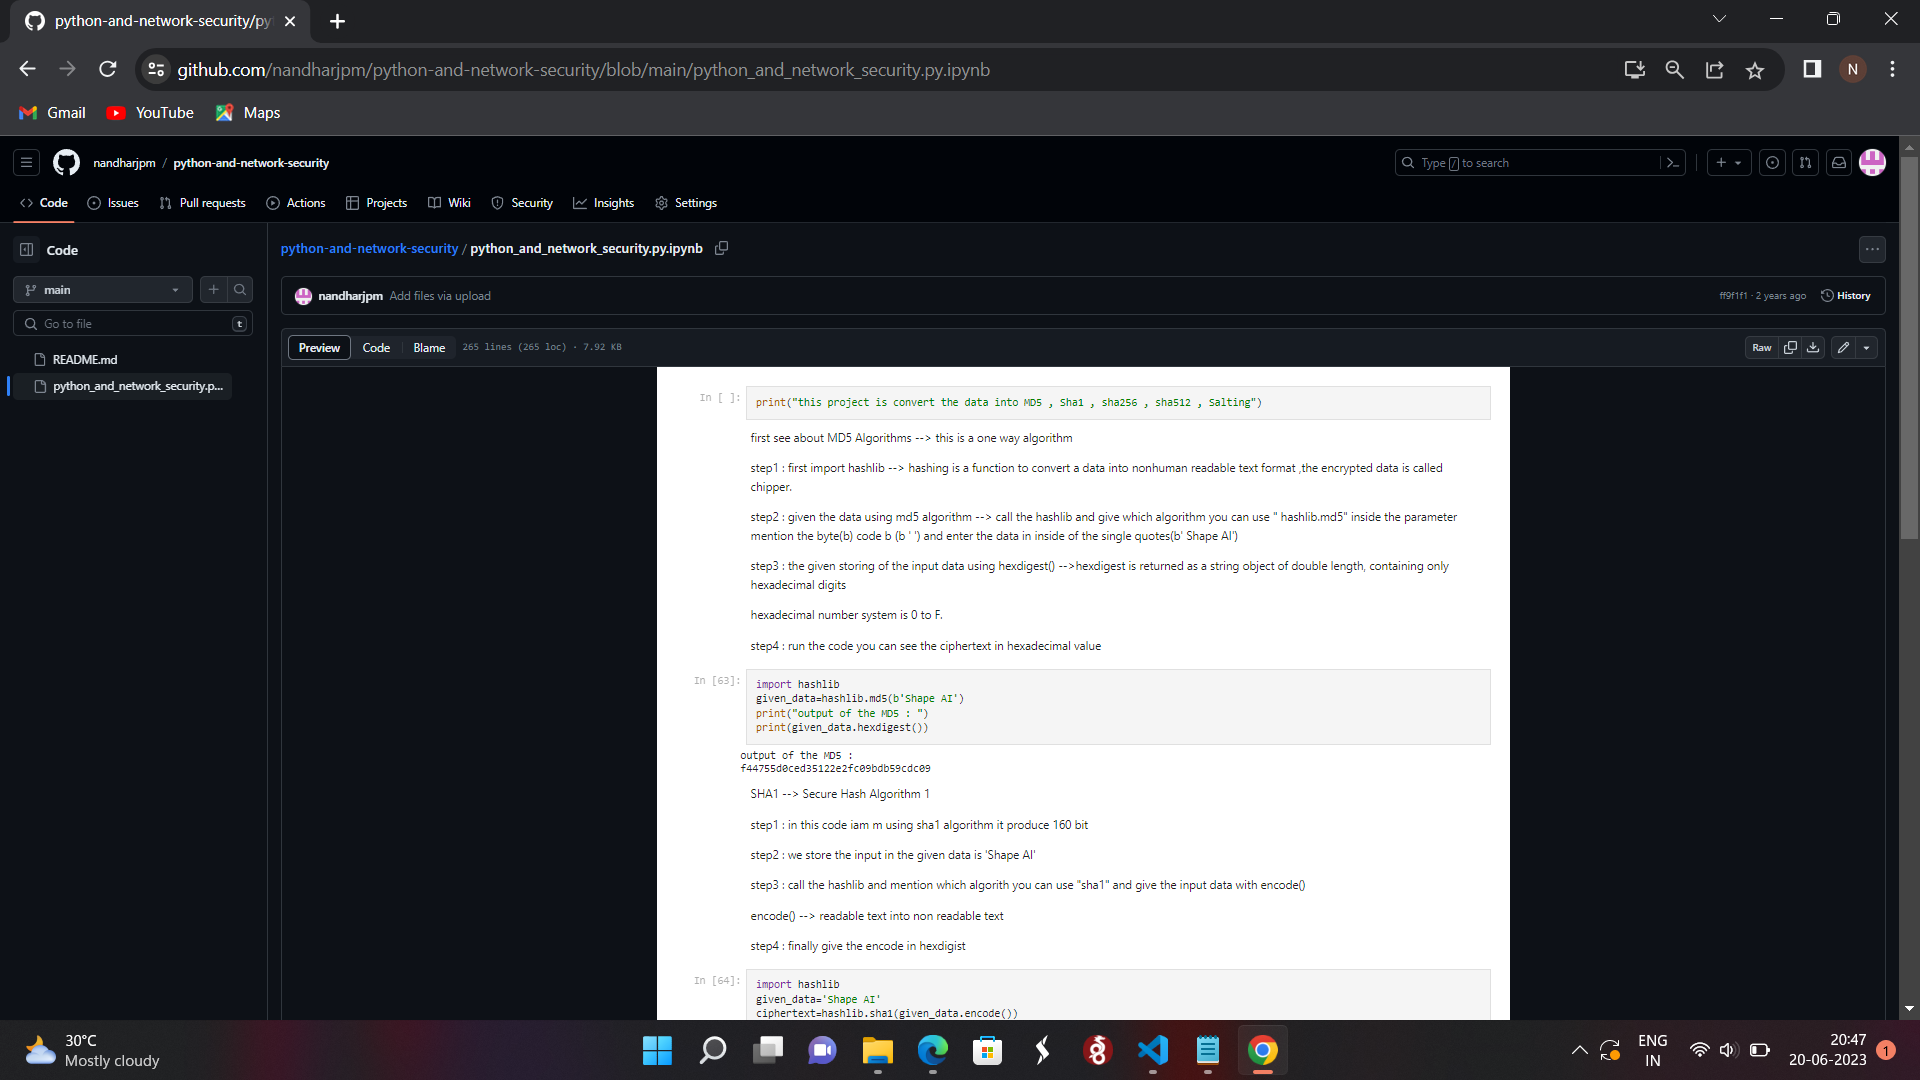 python-and-network-security/py
github.com/nandharjpm/python-and-network-security/blob/main/python_and_network_security.py.ipynb
N
Gmail YouTube Maps
nandharjpm / python-and-network-security
Type / to search
Code Issues Pull requests Actions Projects Wiki Security Insights Settings
Code
python-and-network-security / python_and_network_security.py.ipynb
main
nandharjpm Add files via upload
ff9f1f1 · 2 years ago History
Go to file t
Preview Code Blame 265 lines (265 loc) · 7.92 KB
Raw
README.md
python_and_network_security.p...
In [ ]: print("this project is convert the data into MD5 , Sha1 , sha256 , sha512 , Salting")
first see about MD5 Algorithms --> this is a one way algorithm
step1 : first import hashlib --> hashing is a function to convert a data into nonhuman readable text format ,the encrypted data is called
chipper.
step2 : given the data using md5 algorithm --> call the hashlib and give which algorithm you can use " hashlib.md5" inside the parameter
mention the byte(b) code b (b ' ') and enter the data in inside of the single quotes(b' Shape AI')
step3 : the given storing of the input data using hexdigest() -->hexdigest is returned as a string object of double length, containing only
hexadecimal digits
hexadecimal number system is 0 to F.
step4 : run the code you can see the ciphertext in hexadecimal value
In [63]: import hashlib
given_data=hashlib.md5(b'Shape AI')
print("output of the MD5 : ")
print(given_data.hexdigest())
output of the MD5 :
f44755d0ced35122e2fc09bdb59cdc09
SHA1 --> Secure Hash Algorithm 1
step1 : in this code iam m using sha1 algorithm it produce 160 bit
step2 : we store the input in the given data is 'Shape AI'
step3 : call the hashlib and mention which algorith you can use "sha1" and give the input data with encode()
encode() --> readable text into non readable text
step4 : finally give the encode in hexdigist
In [64]: import hashlib
given_data='Shape AI'
ciphertext=hashlib.sha1(given_data.encode())
30°C
Mostly cloudy
ENG
IN
20:47
20-06-2023
1